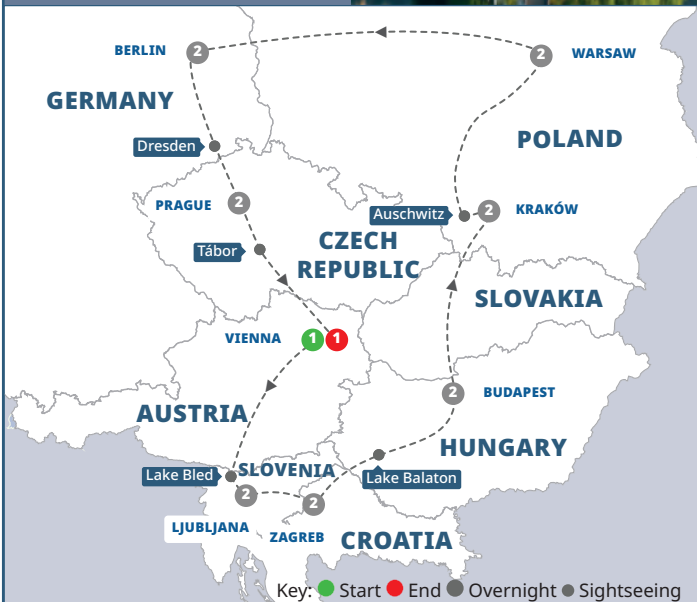 BERLIN
2
2
WARSAW
GERMANY
POLAND
Dresden
PRAGUE
2
Auschwitz
2
KRAKÓW
Tábor
CZECH
REPUBLIC
SLOVAKIA
VIENNA
1
1
2
BUDAPEST
AUSTRIA
HUNGARY
Lake Bled
SLOVENIA
Lake Balaton
2
2
LJUBLJANA
ZAGREB
CROATIA
Key: Start End Overnight Sightseeing